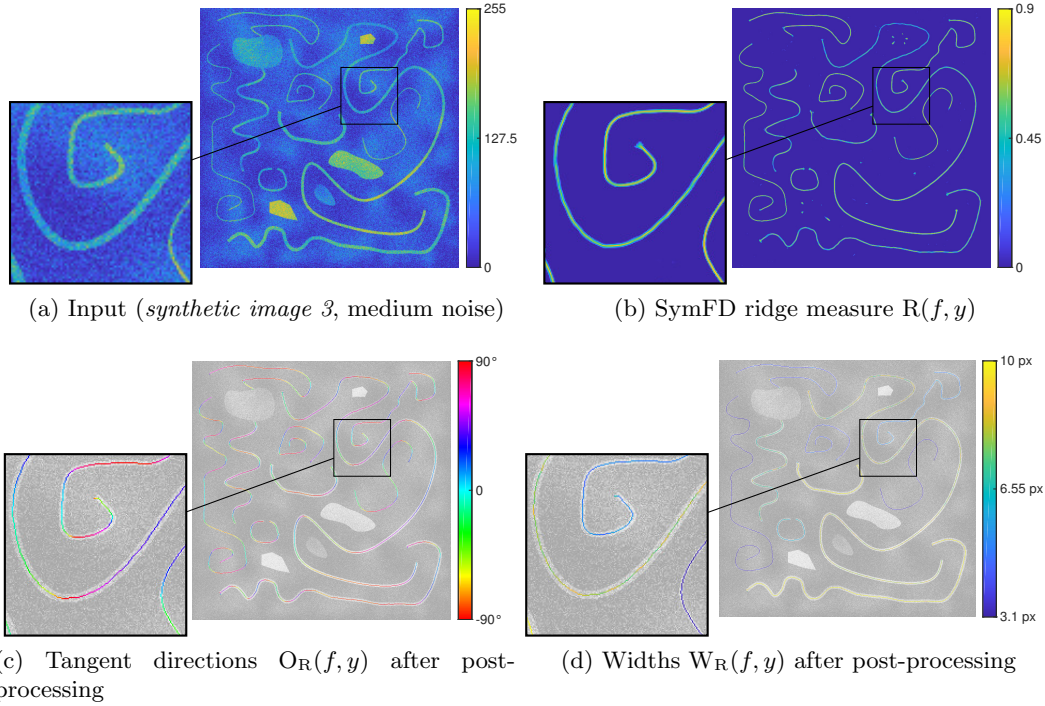 255
127.5
0
0.9
0.45
0
(a) Input (synthetic image 3, medium noise)
(b) SymFD ridge measure R(f, y)
90°
0
-90°
10 px
6.55 px
3.1 px
(c) Tangent directions O_R(f, y) after post-
processing
(d) Widths W_R(f, y) after post-processing